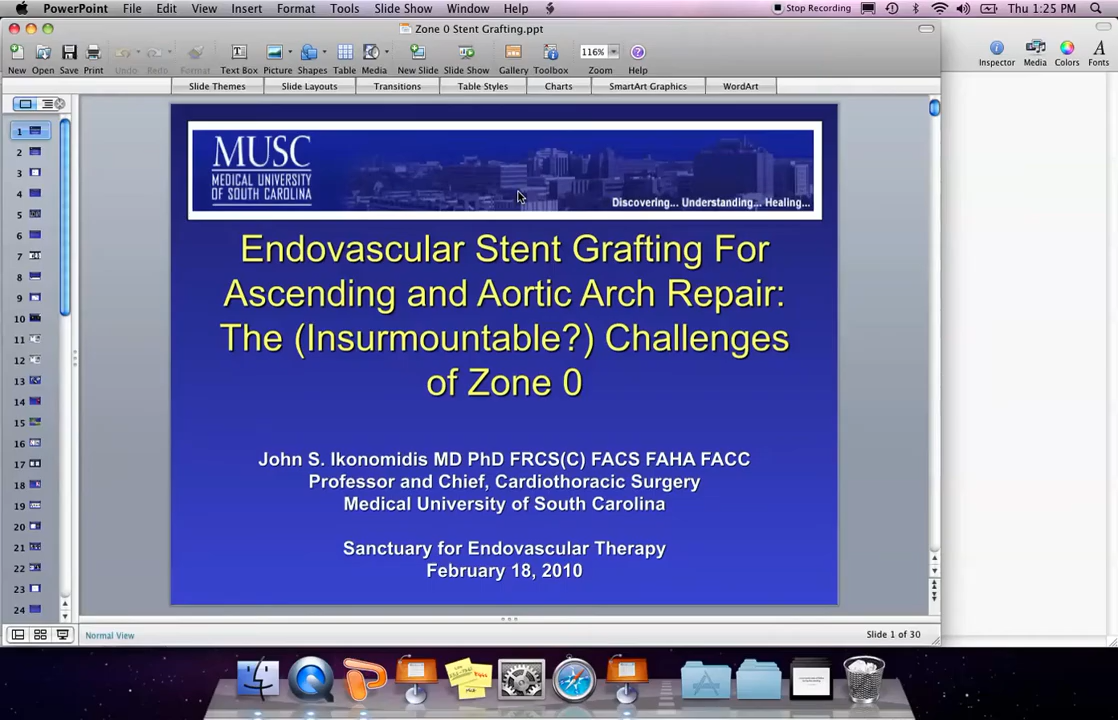 PowerPoint File Edit View Insert Format Tools Slide Show Window Help Stop Recording Thu 1:25 PM
Zone 0 Stent Grafting.ppt
116%
New Open Save Print Undo Redo Format Text Box Picture Shapes Table Media New Slide Slide Show Gallery Toolbox Zoom Help
Inspector Media Colors Fonts
Slide Themes Slide Layouts Transitions Table Styles Charts SmartArt Graphics WordArt
1
2
3
4
5
6
7
8
9
10
11
12
13
14
15
16
17
18
19
20
21
22
23
24
MUSC
MEDICAL UNIVERSITY
OF SOUTH CAROLINA
Discovering... Understanding... Healing...
Endovascular Stent Grafting For
Ascending and Aortic Arch Repair:
The (Insurmountable?) Challenges
of Zone 0
John S. Ikonomidis MD PhD FRCS(C) FACS FAHA FACC
Professor and Chief, Cardiothoracic Surgery
Medical University of South Carolina
Sanctuary for Endovascular Therapy
February 18, 2010
Normal View
Slide 1 of 30